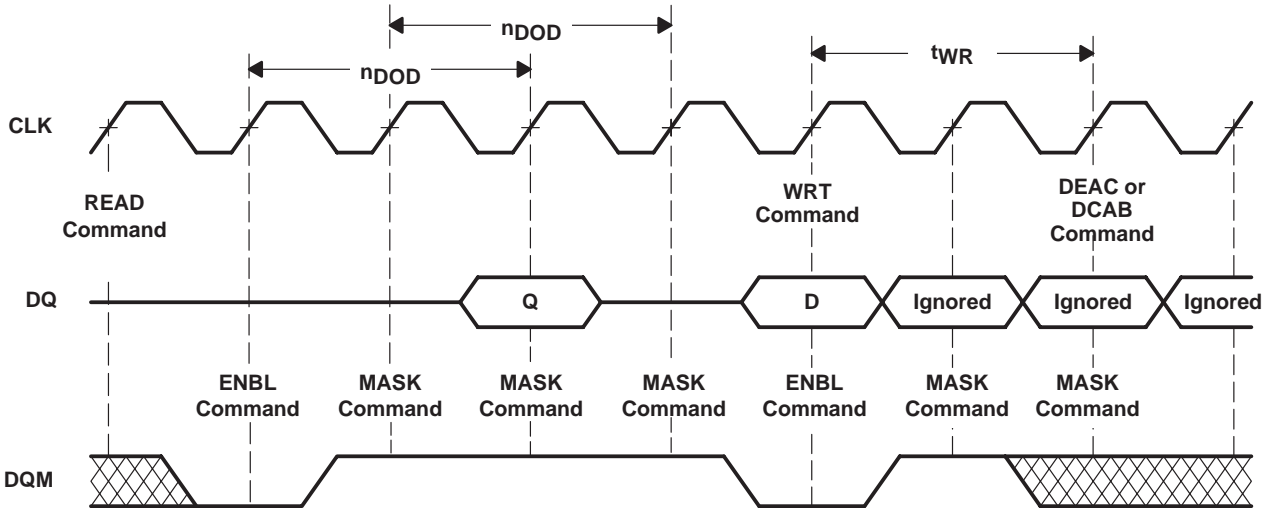 nDOD
nDOD
tWR
CLK
READ
Command
WRT
Command
DEAC or
DCAB
Command
DQ
Q
D
Ignored
Ignored
Ignored
ENBL
Command
MASK
Command
MASK
Command
MASK
Command
ENBL
Command
MASK
Command
MASK
Command
DQM